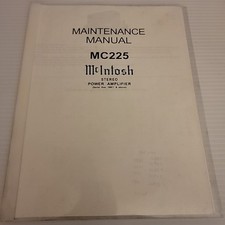 MAINTENANCE
MANUAL
MC225
McIntosh
STEREO
POWER AMPLIFIER